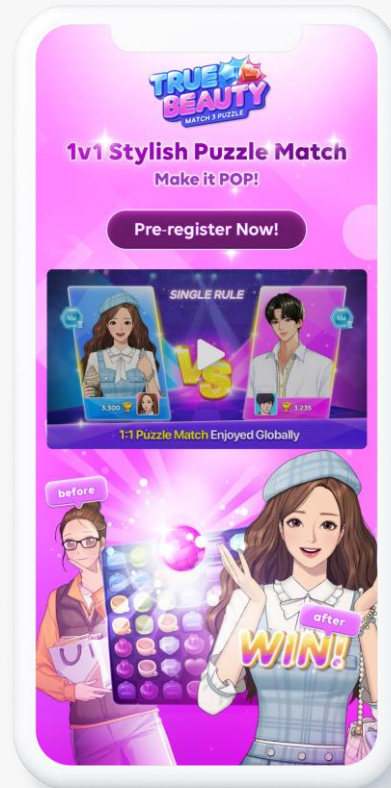 TRUE
BEAUTY
MATCH 3 PUZZLE
1v1 Stylish Puzzle Match
Make it POP!
Pre-register Now!
SINGLE RULE
VS
3,300
3,235
1:1 Puzzle Match Enjoyed Globally
before
after
WIN!